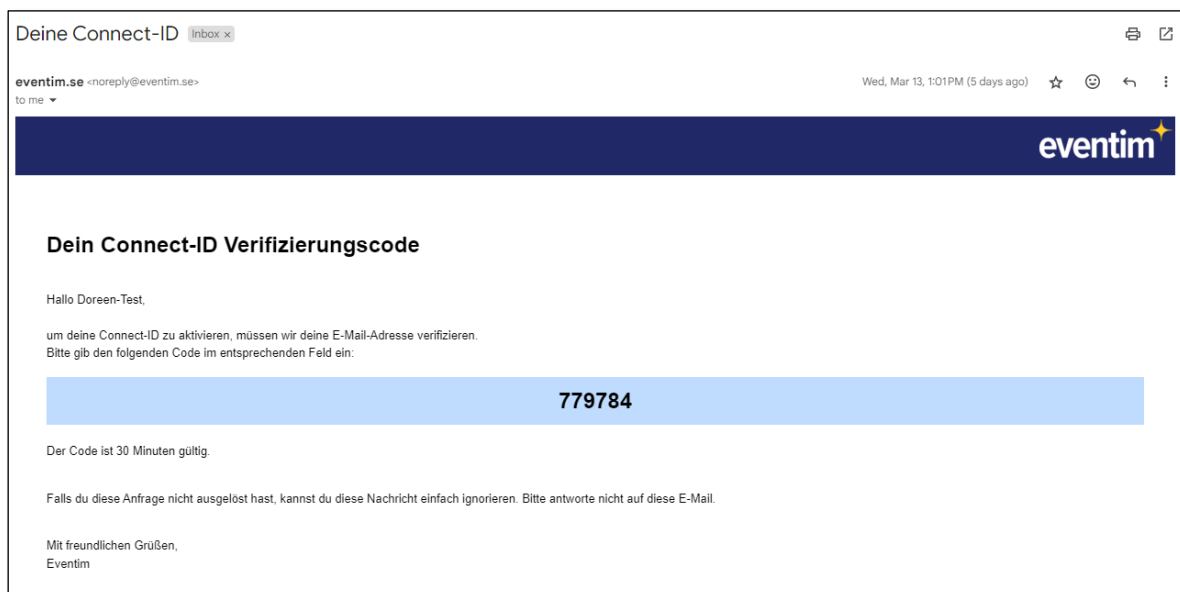 Deine Connect-ID Inbox x
eventim.se <noreply@eventim.se> Wed, Mar 13, 1:01 PM (5 days ago)
to me
eventim
Dein Connect-ID Verifizierungscode
Hallo Doreen-Test,
um deine Connect-ID zu aktivieren, müssen wir deine E-Mail-Adresse verifizieren.
Bitte gib den folgenden Code im entsprechenden Feld ein:
779784
Der Code ist 30 Minuten gültig.
Falls du diese Anfrage nicht ausgelöst hast, kannst du diese Nachricht einfach ignorieren. Bitte antworte nicht auf diese E-Mail.
Mit freundlichen Grüßen,
Eventim